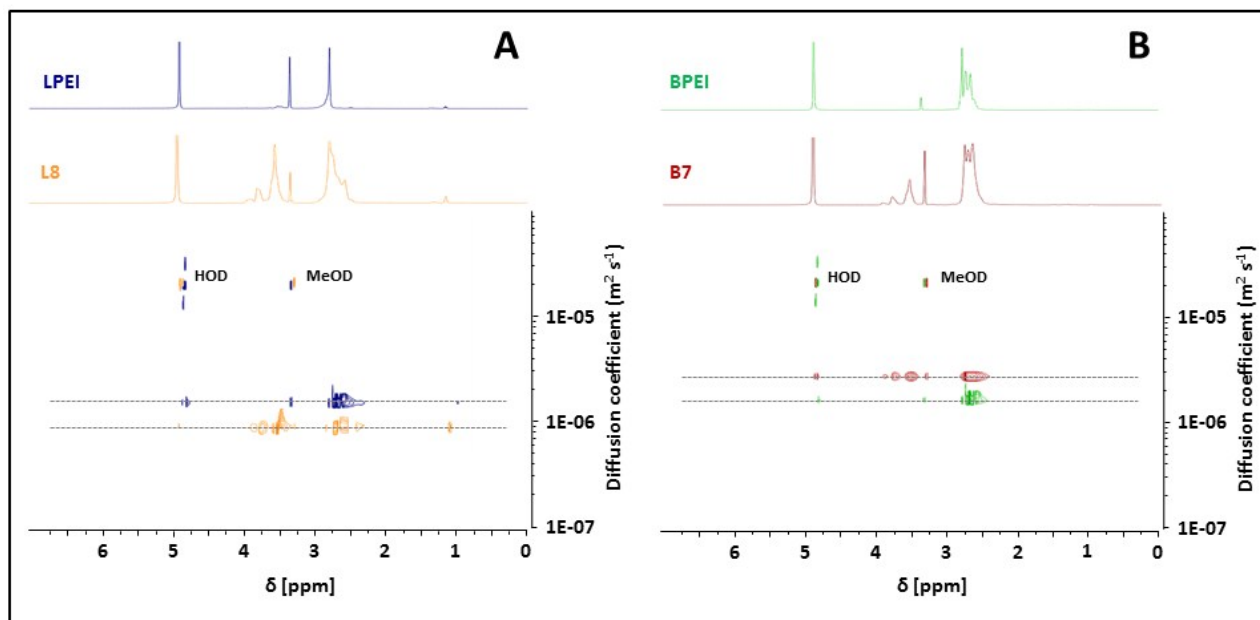 A
LPEI
L8
HOD
MeOD
1E-05
1E-06
1E-07
Diffusion coefficient (m² s⁻¹)
6 5 4 3 2 1 0
δ [ppm]
B
BPEI
B7
HOD
MeOD
1E-05
1E-06
1E-07
Diffusion coefficient (m² s⁻¹)
6 5 4 3 2 1 0
δ [ppm]